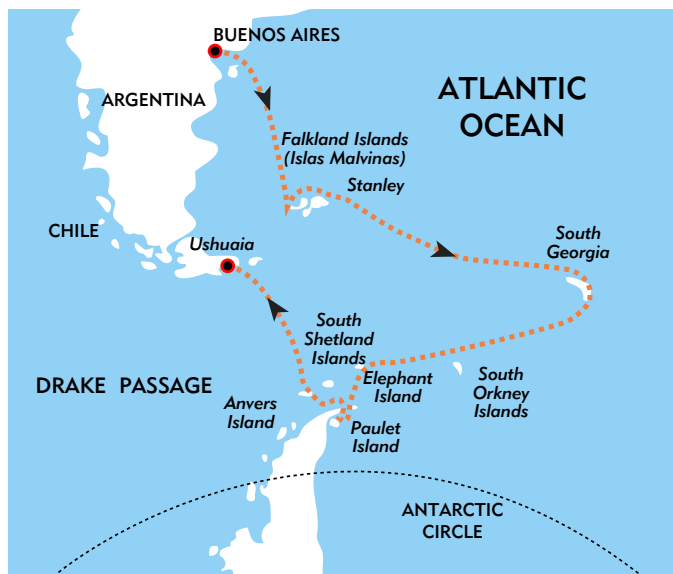 BUENOS AIRES
ATLANTIC
OCEAN
ARGENTINA
Falkland Islands
(Islas Malvinas)
Stanley
CHILE
Ushuaia
South
Georgia
South
Shetland
Islands
DRAKE PASSAGE
Elephant
Island
South
Orkney
Islands
Anvers
Island
Paulet
Island
ANTARCTIC
CIRCLE